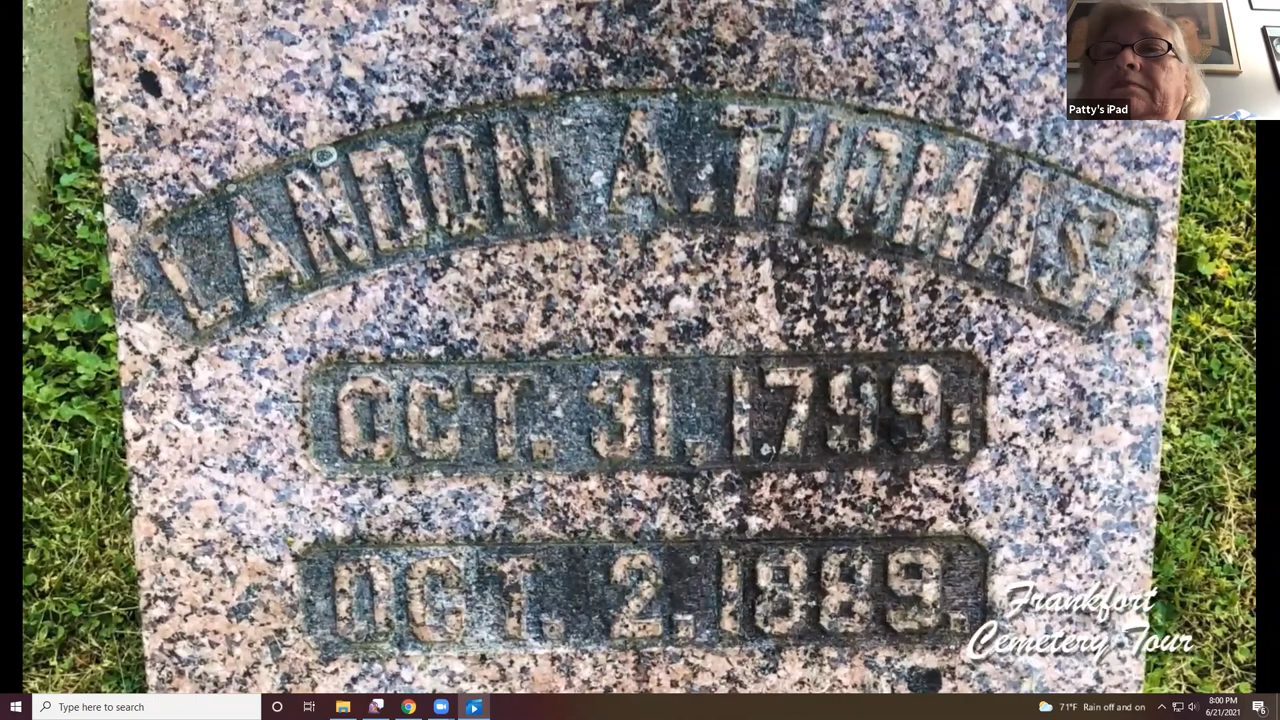 Patty's iPad
LANDON A. THOMAS.
OCT. 31. 1799.
OCT. 2. 1889.
Frankfort
Cemetery Tour
Type here to search
71°F Rain off and on
8:00 PM
6/21/2021
6